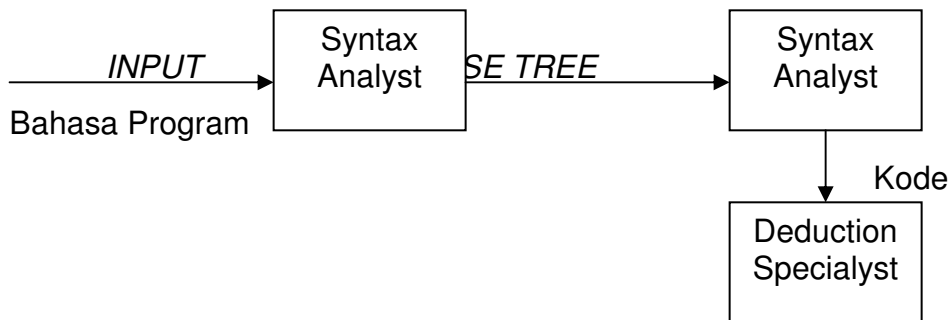 INPUT
Bahasa Program
Syntax
Analyst
SE TREE
Syntax
Analyst
Kode
Deduction
Specialyst